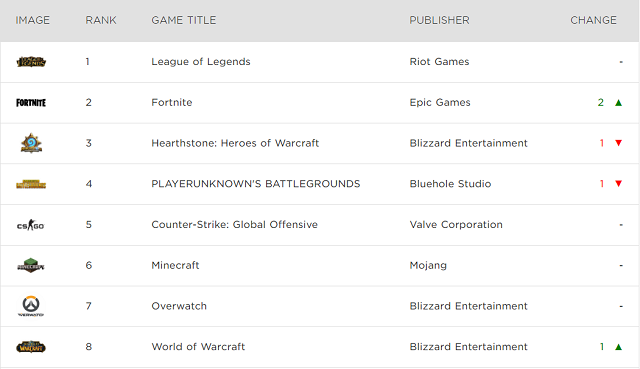 IMAGE RANK GAME TITLE PUBLISHER CHANGE
LEAGUE OF LEGENDS 1 League of Legends Riot Games -
FORTNITE 2 Fortnite Epic Games 2 ▲
3 Hearthstone: Heroes of Warcraft Blizzard Entertainment 1 ▼
4 PLAYERUNKNOWN'S BATTLEGROUNDS Bluehole Studio 1 ▼
CS GO 5 Counter-Strike: Global Offensive Valve Corporation -
MINECRAFT 6 Minecraft Mojang -
OVERWATCH 7 Overwatch Blizzard Entertainment -
WARCRAFT 8 World of Warcraft Blizzard Entertainment 1 ▲